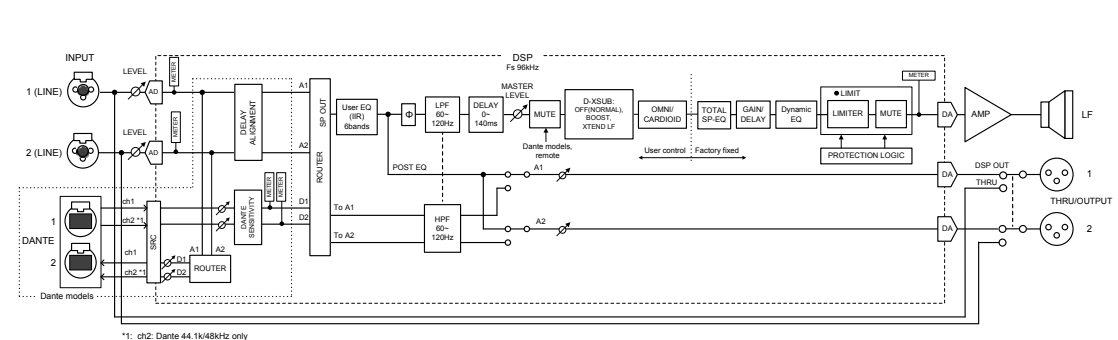 INPUT
DSP
Fs 96kHz
LEVEL
METER
METER
1 (LINE)
AD
A1
LEVEL
METER
2 (LINE)
AD
A2
DELAY
ALIGNMENT
SP OUT
ROUTER
User EQ
(IIR)
6bands
Φ
LPF
60~
120Hz
DELAY
0~
140ms
MASTER
LEVEL
MUTE
Dante models,
remote
D-XSUB:
OFF(NORMAL),
BOOST,
XTEND LF
OMNI/
CARDIOID
User control
Factory fixed
TOTAL
SP-EQ
GAIN/
DELAY
Dynamic
EQ
LIMIT
LIMITER
MUTE
PROTECTION LOGIC
DA
AMP
LF
POST EQ
A1
DA
DSP OUT
THRU
1
THRU/OUTPUT
2
METER
METER
DANTE
1
2
ch1
ch2 *1
ch1
ch2 *1
SRC
DANTE
SENSITIVITY
D1
D2
To A1
To A2
HPF
60~
120Hz
A2
DA
A1
A2
D1
D2
ROUTER
Dante models
*1: ch2: Dante 44.1k/48kHz only